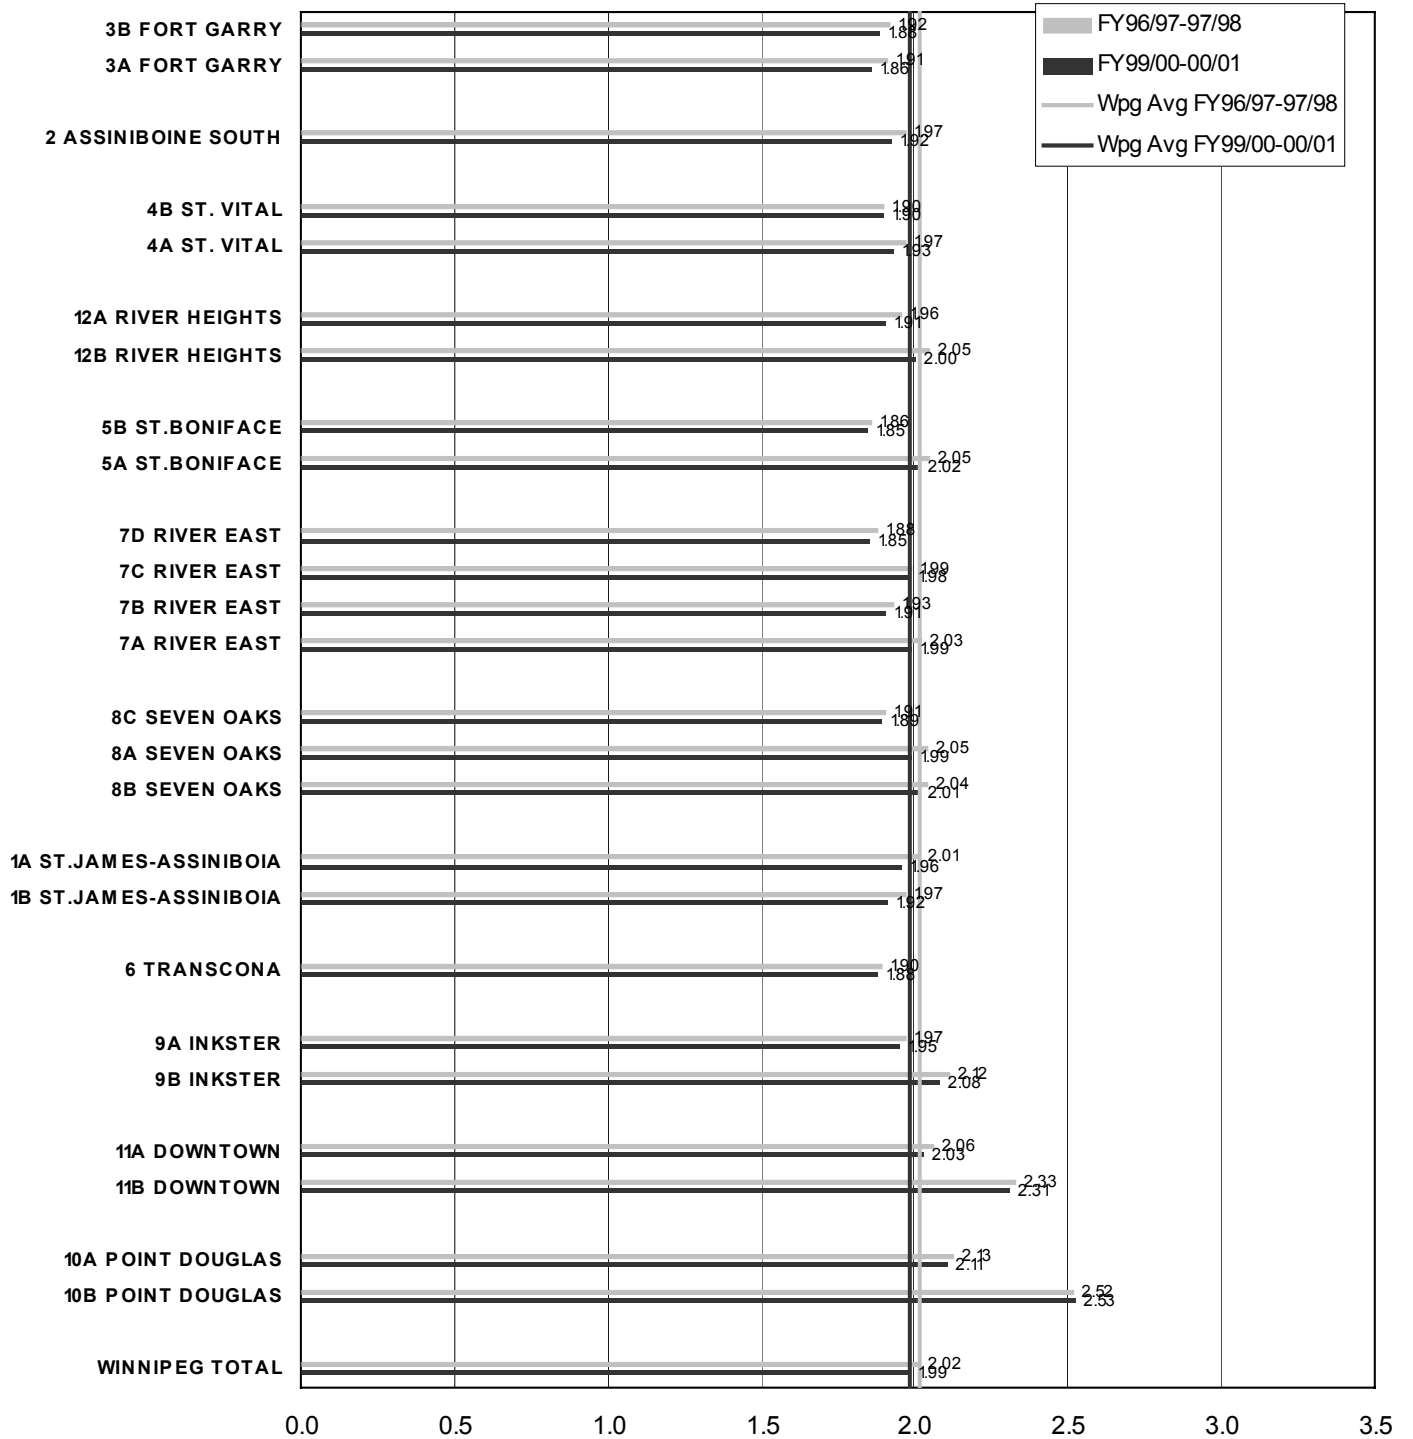 FY96/97-97/98
FY99/00-00/01
Wpg Avg FY96/97-97/98
Wpg Avg FY99/00-00/01
3B FORT GARRY 1.92 1.88
3A FORT GARRY 1.91 1.86
2 ASSINIBOINE SOUTH 1.97 1.92
4B ST. VITAL 1.90 1.90
4A ST. VITAL 1.97 1.93
12A RIVER HEIGHTS 1.96 1.91
12B RIVER HEIGHTS 2.05 2.00
5B ST.BONIFACE 1.86 1.85
5A ST.BONIFACE 2.05 2.02
7D RIVER EAST 1.88 1.85
7C RIVER EAST 1.99 1.98
7B RIVER EAST 1.93 1.91
7A RIVER EAST 2.03 1.99
8C SEVEN OAKS 1.91 1.89
8A SEVEN OAKS 2.05 1.99
8B SEVEN OAKS 2.04 2.01
1A ST.JAMES-ASSINIBOIA 2.01 1.96
1B ST.JAMES-ASSINIBOIA 1.97 1.92
6 TRANSCONA 1.90 1.88
9A INKSTER 1.97 1.95
9B INKSTER 2.12 2.08
11A DOWNTOWN 2.06 2.03
11B DOWNTOWN 2.33 2.31
10A POINT DOUGLAS 2.13 2.11
10B POINT DOUGLAS 2.52 2.53
WINNIPEG TOTAL 2.02 1.99
0.0 0.5 1.0 1.5 2.0 2.5 3.0 3.5